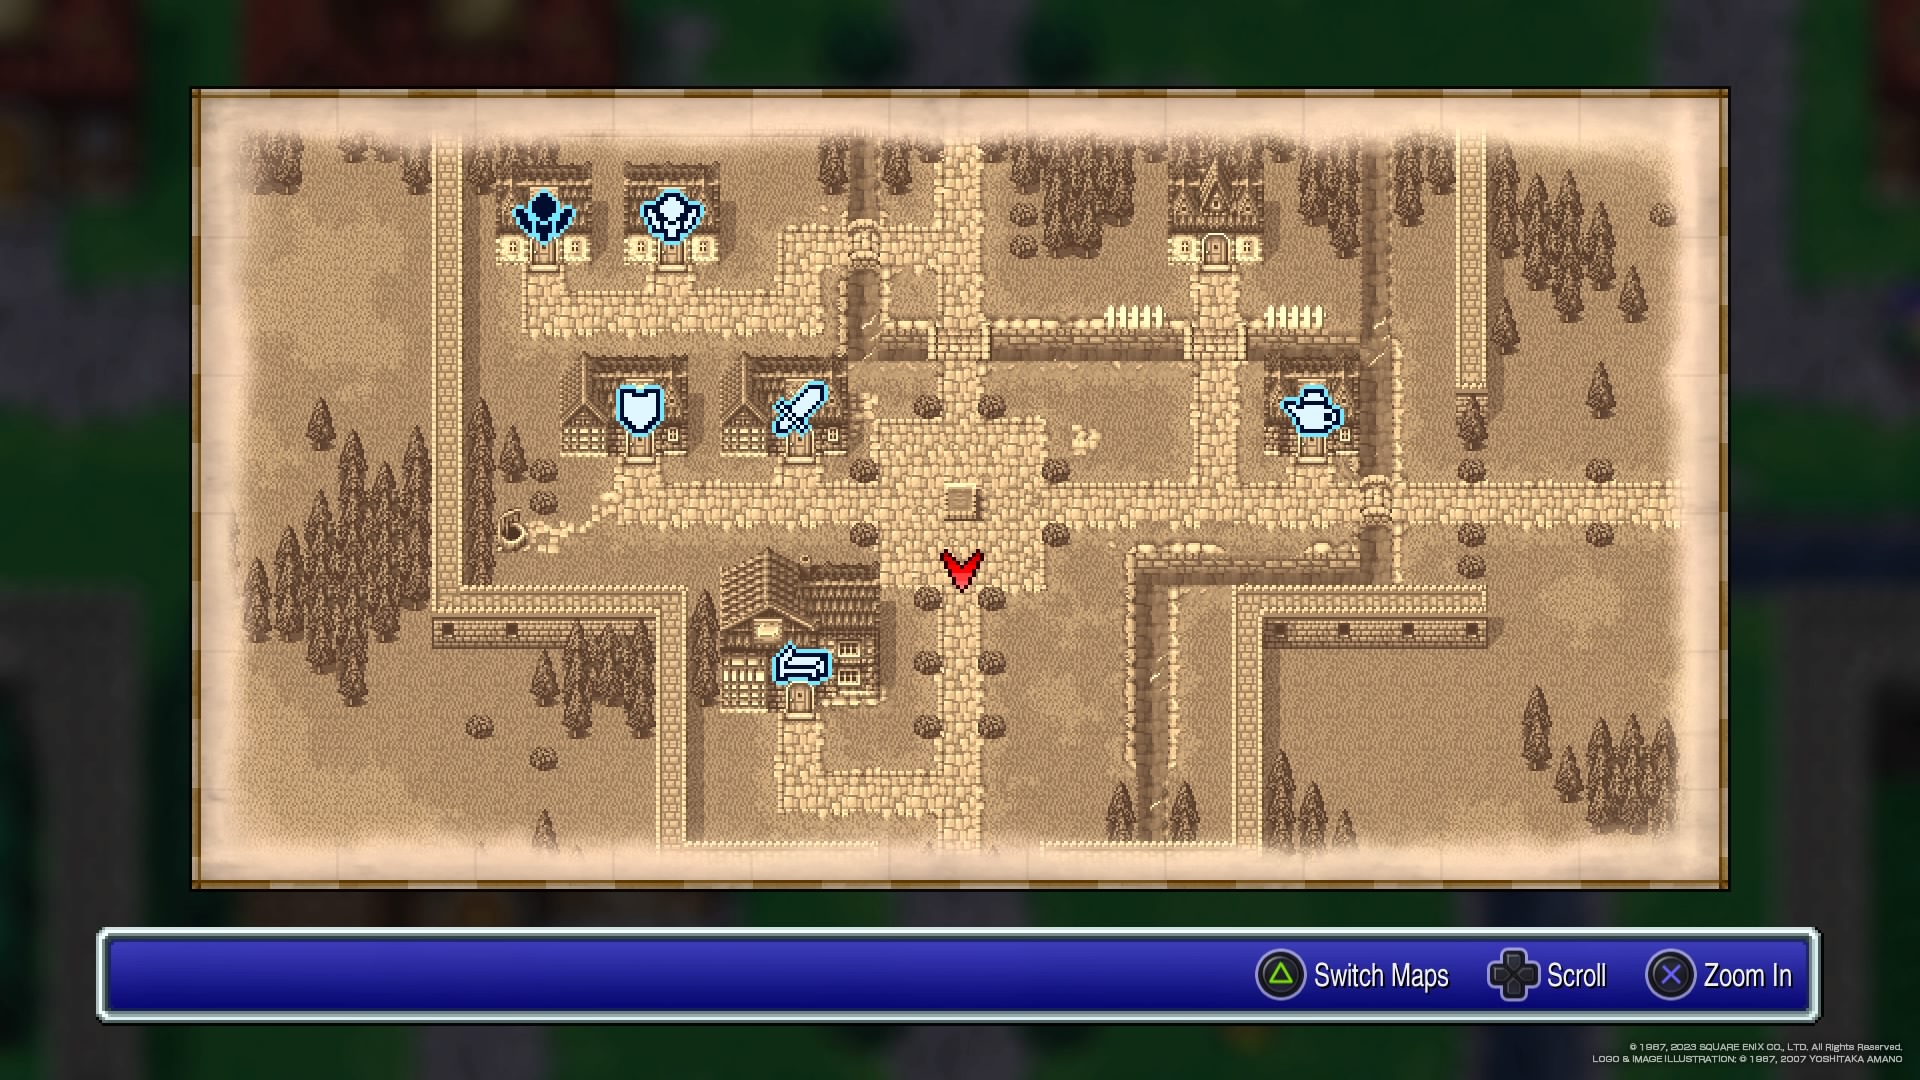 Switch Maps
Scroll
Zoom In
© 1987, 2023 SQUARE ENIX CO., LTD. All Rights Reserved.
LOGO & IMAGE ILLUSTRATION: © 1987, 2007 YOSHITAKA AMANO